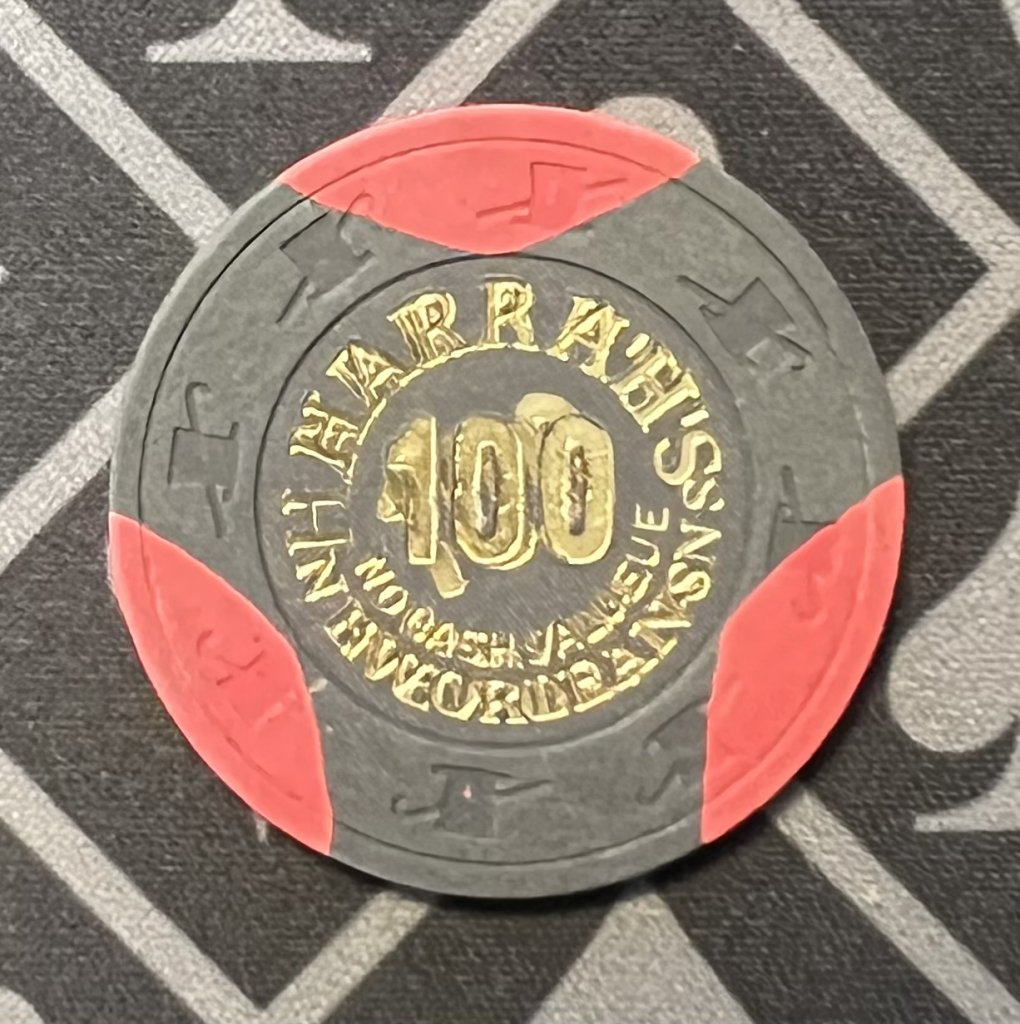 HARRAH'S
100
NO CASH VALUE
NEW ORLEANS